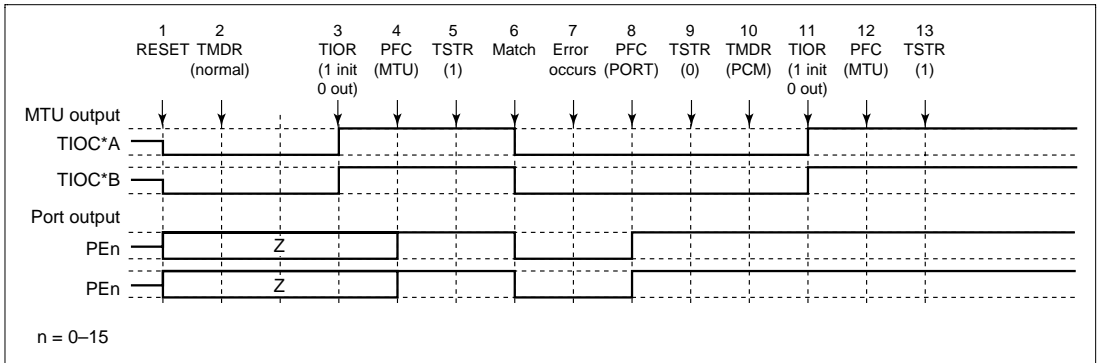 1 2 3 4 5 6 7 8 9 10 11 12 13
RESET TMDR TIOR PFC TSTR Match Error PFC TSTR TMDR TIOR PFC TSTR
(normal) (1 init (MTU) (1) occurs (PORT) (0) (PCM) (1 init (MTU) (1)
0 out) 0 out)
MTU output
TIOC*A
TIOC*B
Port output
PEn Z
PEn Z
n = 0–15